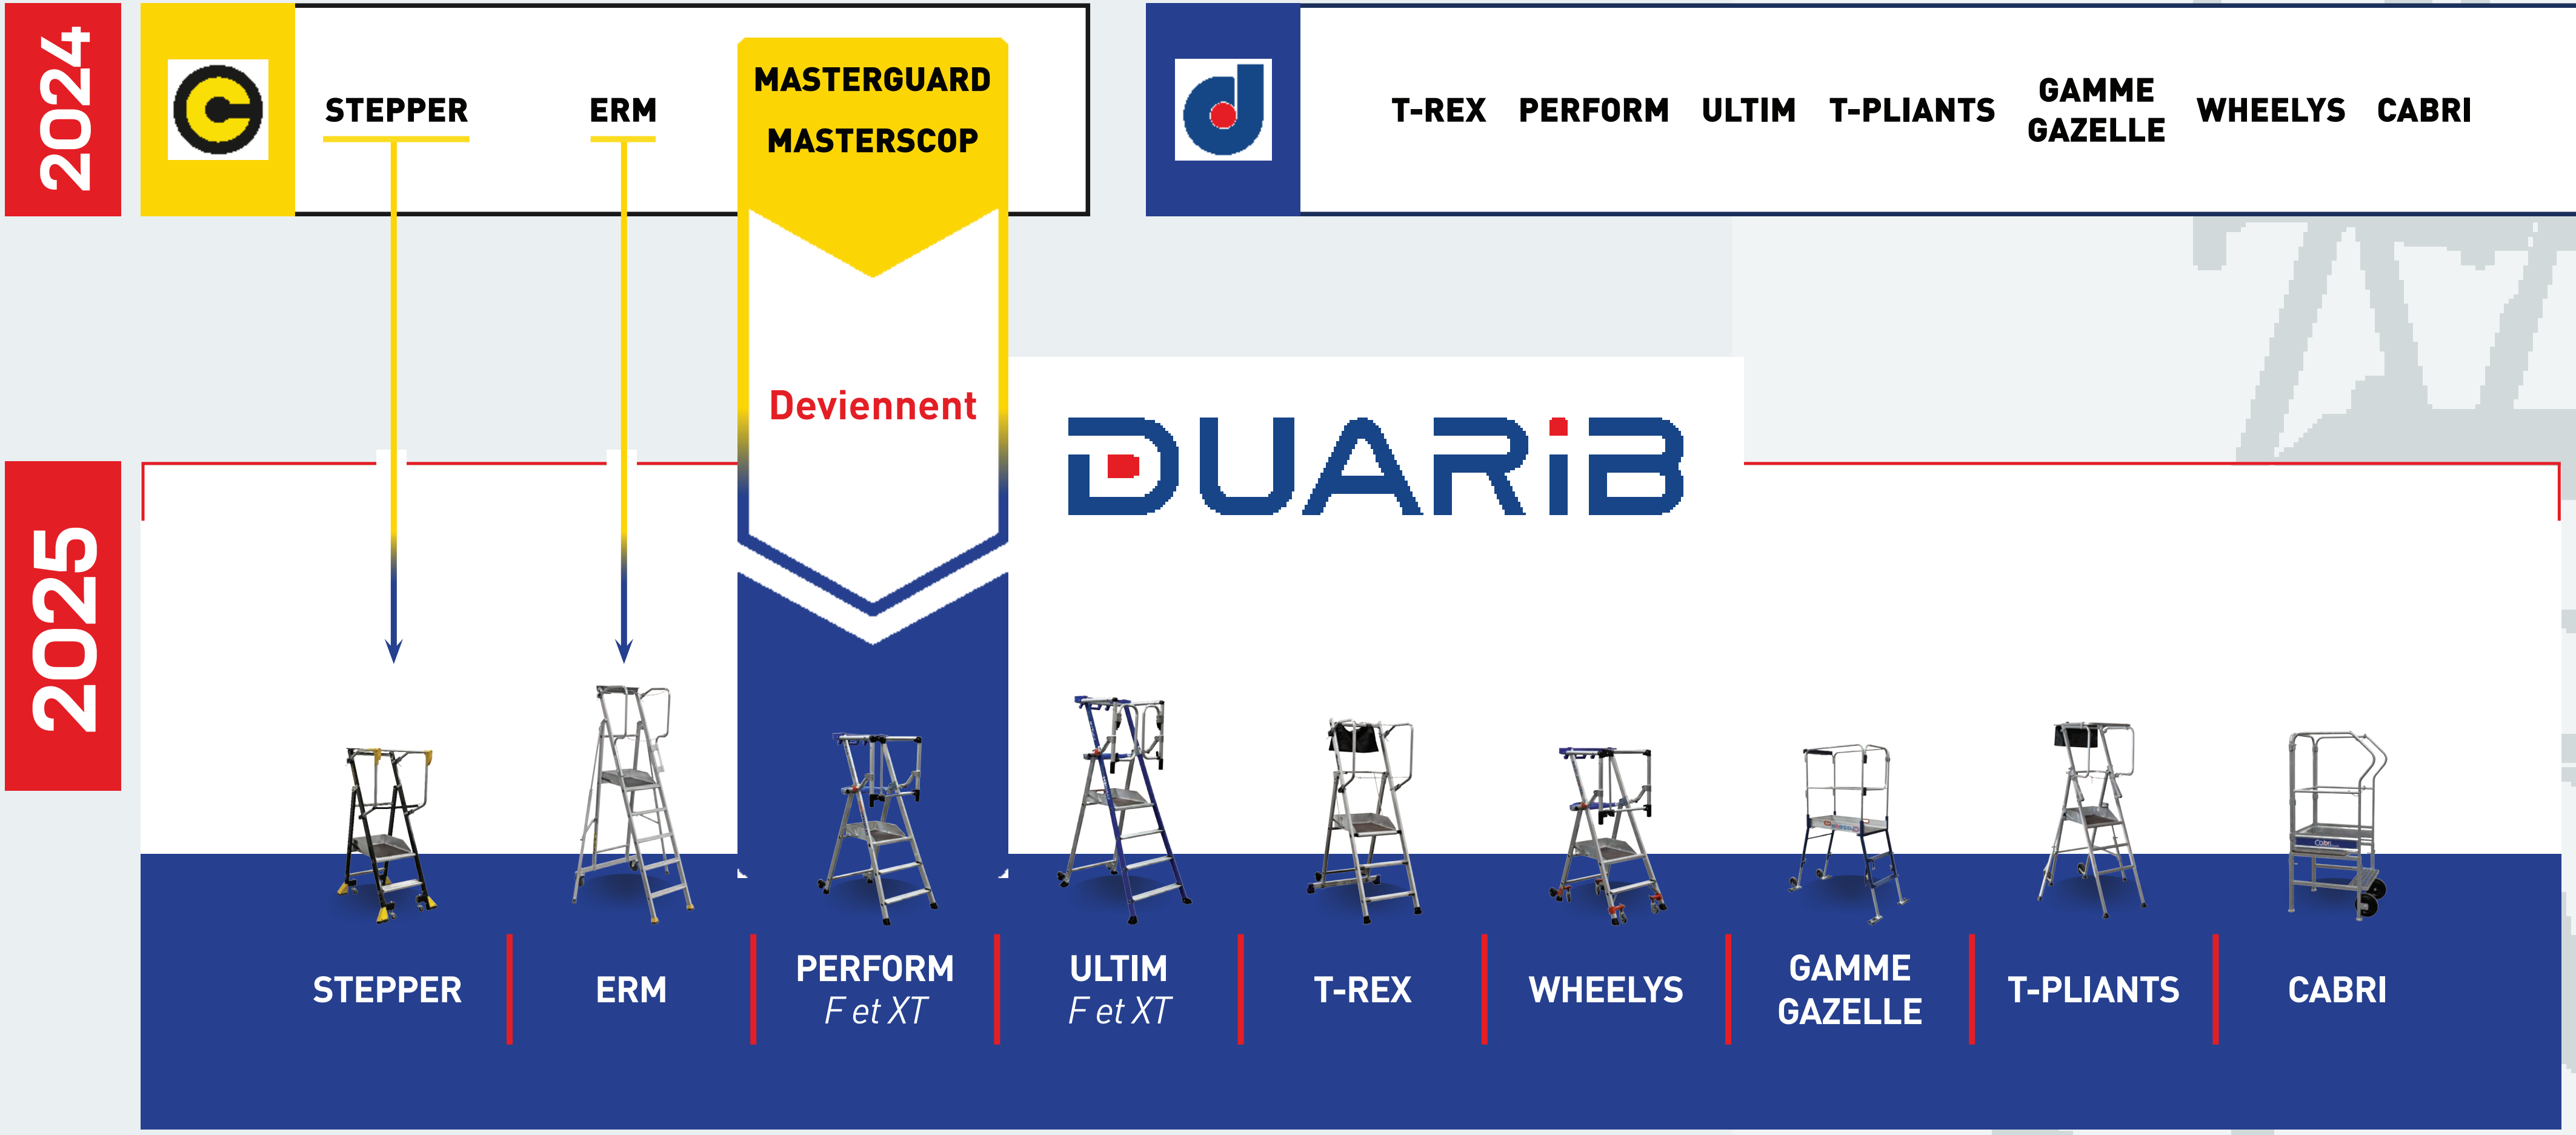 2024
STEPPER
ERM
MASTERGUARD
MASTERSCOP
T-REX
PERFORM
ULTIM
T-PLIANTS
GAMME
GAZELLE
WHEELYS
CABRI
Deviennent
DUARiB
2025
STEPPER
ERM
PERFORM
F et XT
ULTIM
F et XT
T-REX
WHEELYS
GAMME
GAZELLE
T-PLIANTS
Cabri
CABRI